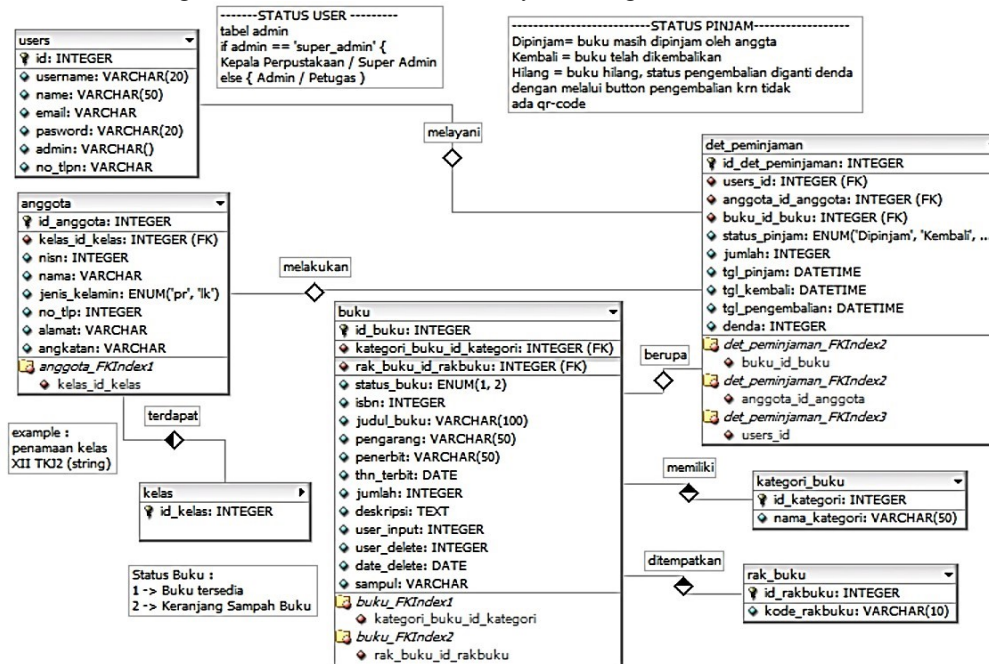 -------STATUS USER ---------
tabel admin
if admin == 'super_admin' {
Kepala Perpustakaan / Super Admin
else { Admin / Petugas )
---------------------------STATUS PINJAM------------------
Dipinjam= buku masih dipinjam oleh anggta
Kembali = buku telah dikembalikan
Hilang = buku hilang, status pengembalian diganti denda
dengan melalui button pengembalian krn tidak
ada qr-code
users
id: INTEGER
username: VARCHAR(20)
name: VARCHAR(50)
email: VARCHAR
pasword: VARCHAR(20)
admin: VARCHAR()
no_tlpn: VARCHAR
melayani
det_peminjaman
id_det_peminjaman: INTEGER
users_id: INTEGER (FK)
anggota_id_anggota: INTEGER (FK)
buku_id_buku: INTEGER (FK)
status_pinjam: ENUM('Dipinjam', 'Kembali', ...
jumlah: INTEGER
tgl_pinjam: DATETIME
tgl_kembali: DATETIME
tgl_pengembalian: DATETIME
denda: INTEGER
det_peminjaman_FKIndex2
buku_id_buku
det_peminjaman_FKIndex2
anggota_id_anggota
det_peminjaman_FKIndex3
users_id
anggota
id_anggota: INTEGER
kelas_id_kelas: INTEGER (FK)
nisn: INTEGER
nama: VARCHAR
jenis_kelamin: ENUM('pr', 'lk')
no_tlp: INTEGER
alamat: VARCHAR
angkatan: VARCHAR
anggota_FKIndex1
kelas_id_kelas
melakukan
buku
id_buku: INTEGER
kategori_buku_id_kategori: INTEGER (FK)
rak_buku_id_rakbuku: INTEGER (FK)
status_buku: ENUM(1, 2)
isbn: INTEGER
judul_buku: VARCHAR(100)
pengarang: VARCHAR(50)
penerbit: VARCHAR(50)
thn_terbit: DATE
jumlah: INTEGER
deskripsi: TEXT
user_input: INTEGER
user_delete: INTEGER
date_delete: DATE
sampul: VARCHAR
buku_FKIndex1
kategori_buku_id_kategori
buku_FKIndex2
rak_buku_id_rakbuku
berupa
terdapat
example :
penamaan kelas
XII TKJ2 (string)
kelas
id_kelas: INTEGER
Status Buku :
1 -> Buku tersedia
2 -> Keranjang Sampah Buku
memiliki
kategori_buku
id_kategori: INTEGER
nama_kategori: VARCHAR(50)
ditempatkan
rak_buku
id_rakbuku: INTEGER
kode_rakbuku: VARCHAR(10)